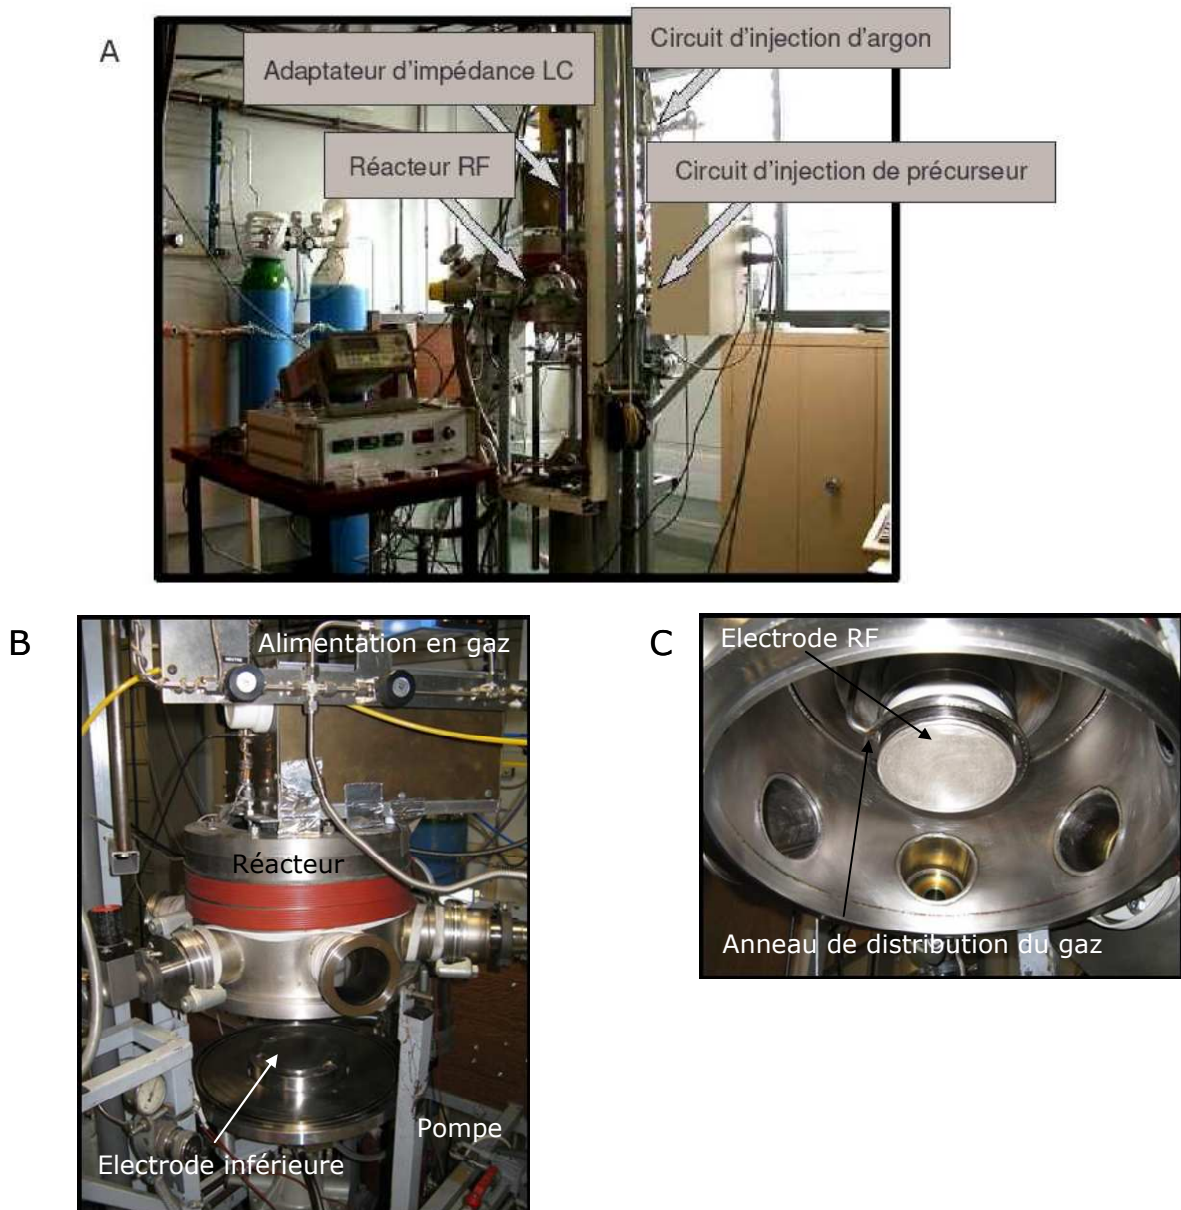 A
Circuit d'injection d'argon
Adaptateur d'impédance LC
Réacteur RF
Circuit d'injection de précurseur
B
Alimentation en gaz
Réacteur
Pompe
Electrode inférieure
C
Electrode RF
Anneau de distribution du gaz